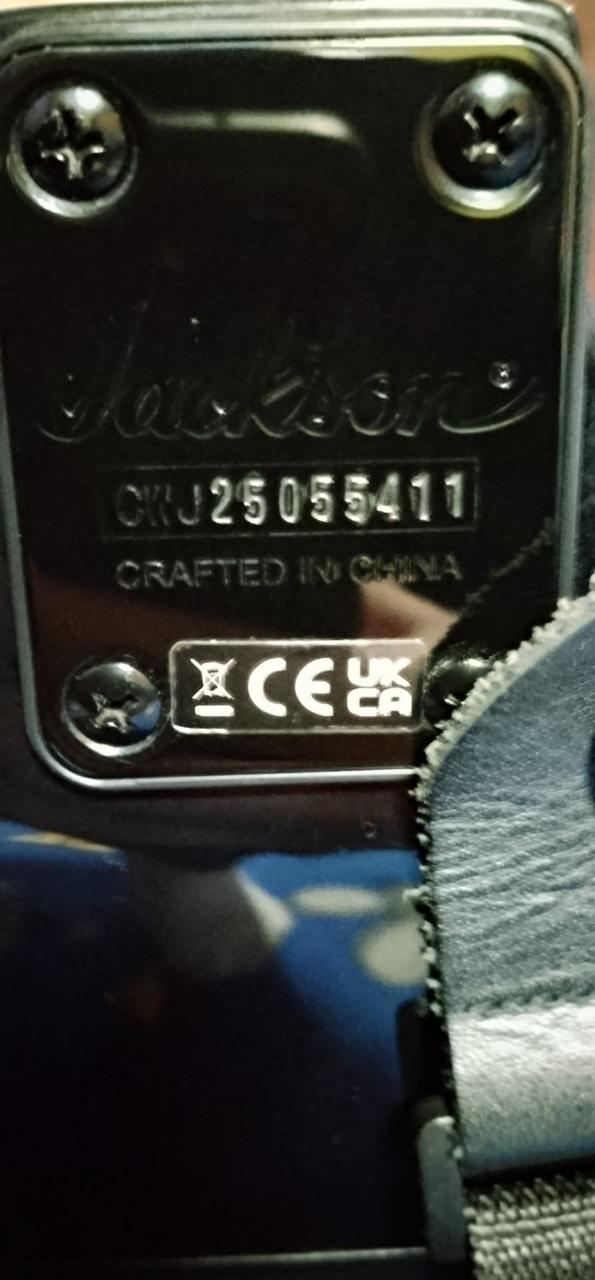 Jackson®
CWJ25055411
CRAFTED IN CHINA
CE UK CA